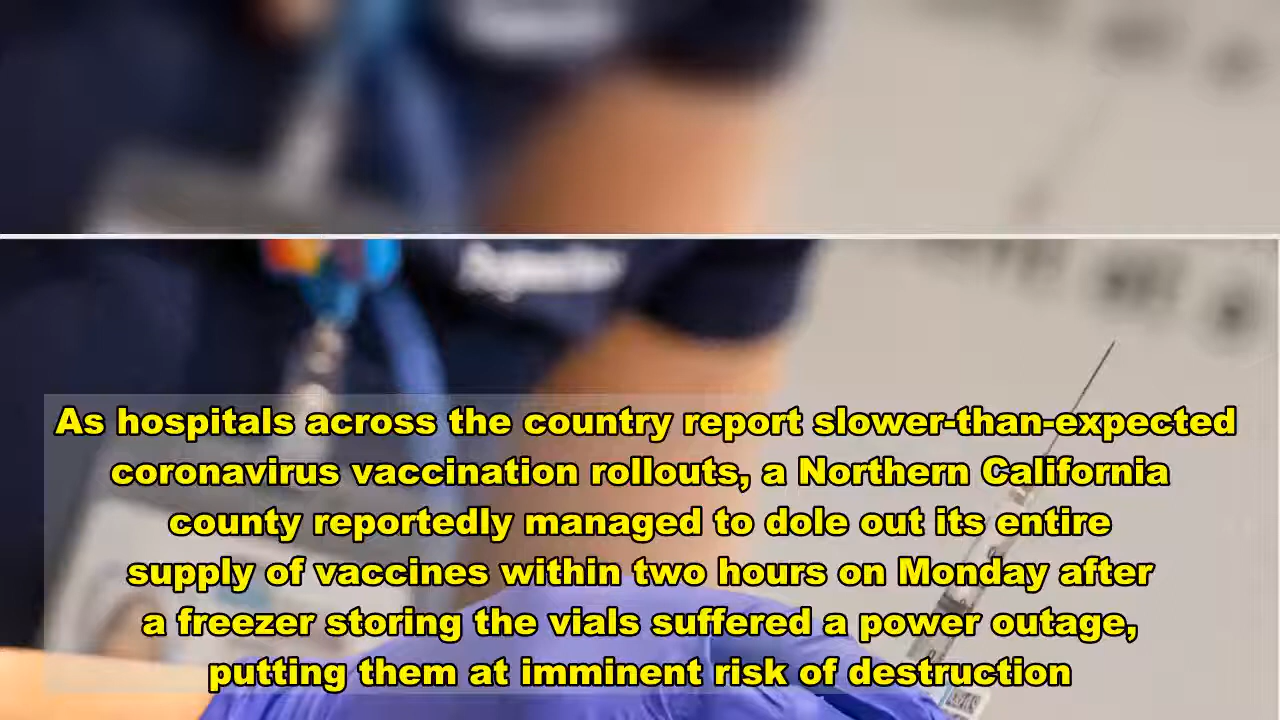 As hospitals across the country report slower-than-expected
coronavirus vaccination rollouts, a Northern California
county reportedly managed to dole out its entire
supply of vaccines within two hours on Monday after
a freezer storing the vials suffered a power outage,
putting them at imminent risk of destruction